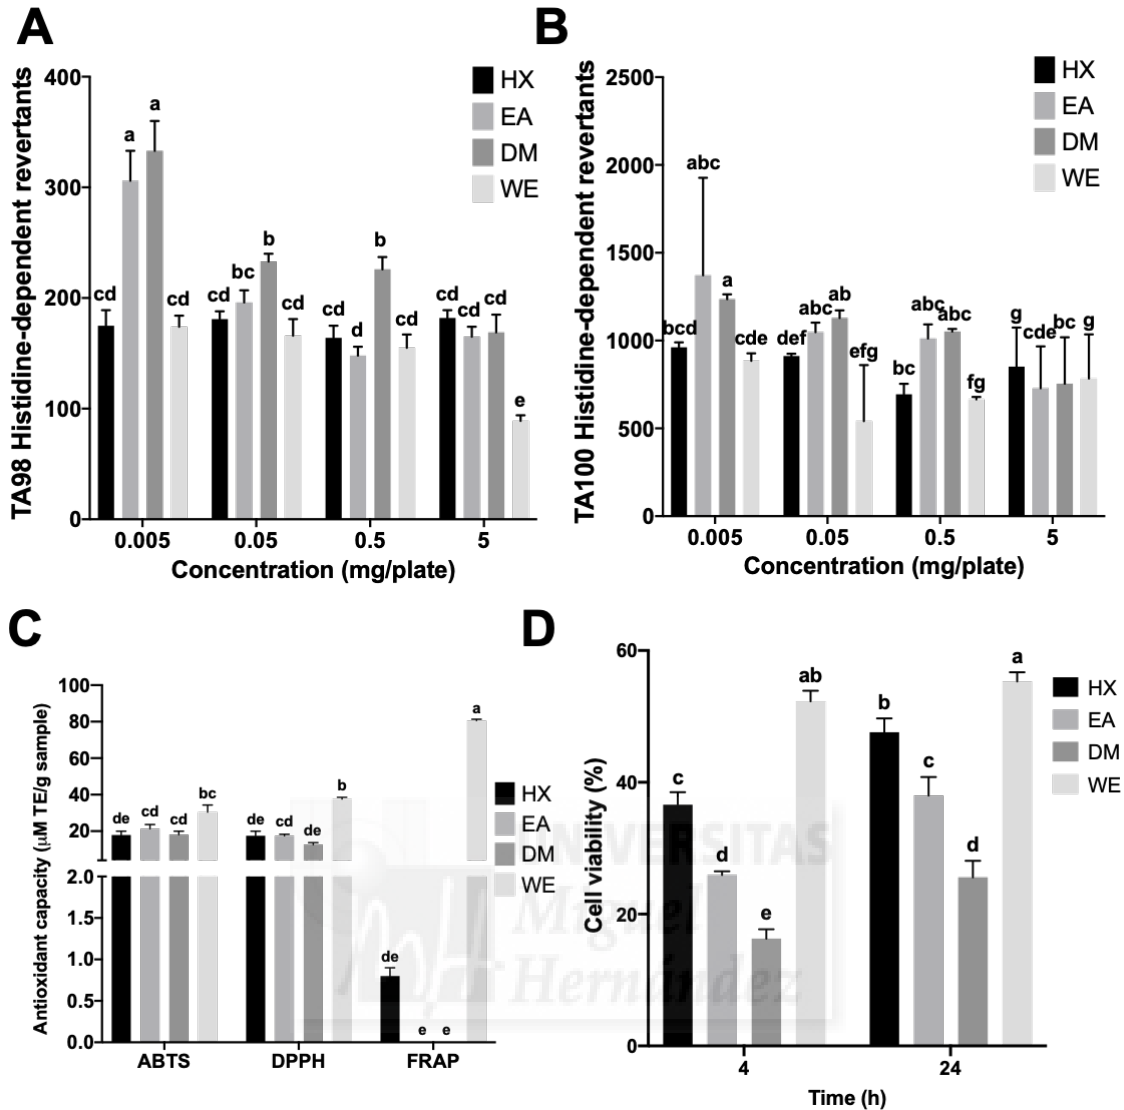 A
TA98 Histidine-dependent revertants
400
300
200
100
0
a
a
cd
cd
cd
bc
b
cd
cd
d
b
cd
cd
cd
cd
e
HX
EA
DM
WE
0.005
0.05
0.5
5
Concentration (mg/plate)
B
TA100 Histidine-dependent revertants
2500
2000
1500
1000
500
0
bcd
abc
a
cde
def
abc
ab
efg
bc
abc
abc
fg
g
cde
bc
g
HX
EA
DM
WE
0.005
0.05
0.5
5
Concentration (mg/plate)
C
Antioxidant capacity (µM TE/g sample)
100
80
60
40
20
2.0
1.5
1.0
0.5
0.0
de
cd
cd
bc
de
cd
de
b
de
e
e
a
HX
EA
DM
WE
ABTS
DPPH
FRAP
D
Cell viability (%)
60
40
20
0
c
d
e
ab
b
c
d
a
HX
EA
DM
WE
4
24
Time (h)
UNIVERSITAS
Miguel
Hernández